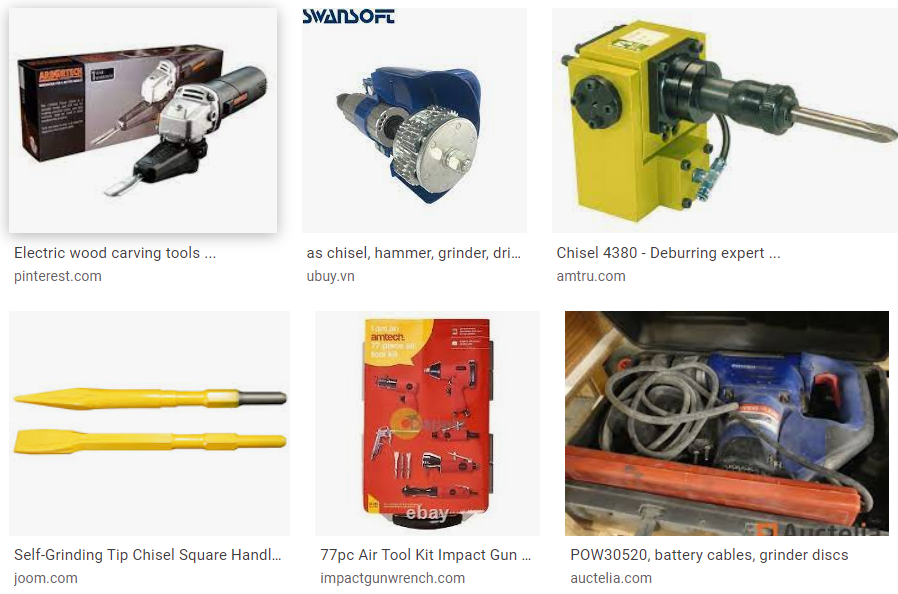 SWANSOFT
ARBORTECH
Electric wood carving tools ...
pinterest.com
as chisel, hammer, grinder, dri...
ubuy.vn
Chisel 4380 - Deburring expert ...
amtru.com
I am an
amtech
77 piece air
tool kit
ebay
Auctelia
Self-Grinding Tip Chisel Square Handl...
joom.com
77pc Air Tool Kit Impact Gun ...
impactgunwrench.com
POW30520, battery cables, grinder discs
auctelia.com